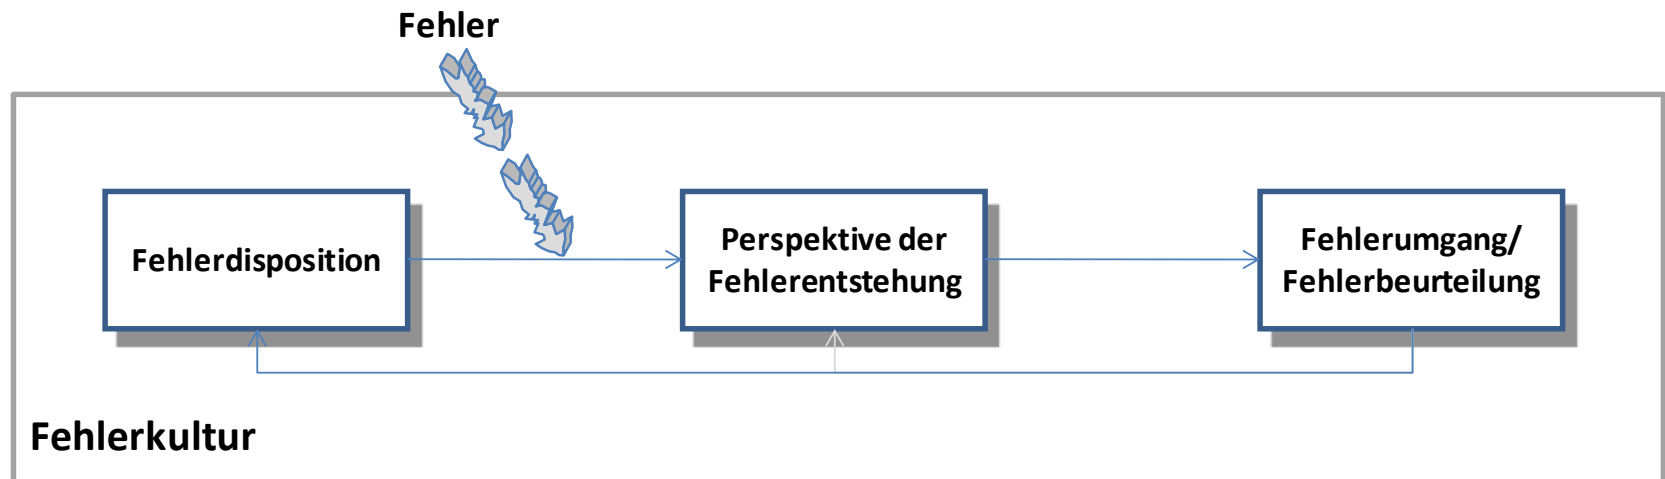 Fehler
Fehlerdisposition
Perspektive der
Fehlerentstehung
Fehlerumgang/
Fehlerbeurteilung
Fehlerkultur